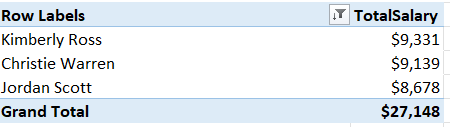 Row Labels TotalSalary
Kimberly Ross $9,331
Christie Warren $9,139
Jordan Scott $8,678
Grand Total $27,148